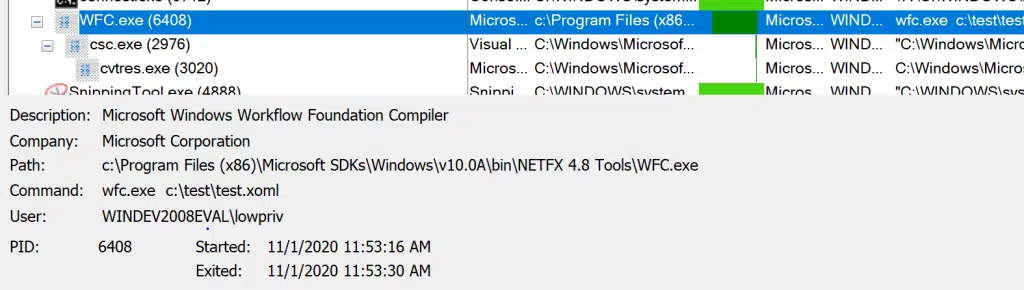 WFC.exe (6408) Micros... c:\Program Files (x86... Micros... WIND... wfc.exe c:\test\test
csc.exe (2976) Visual ... C:\Windows\Microsof... Micros... WIND... "C:\Windows\Micro
cvtres.exe (3020) Micros... C:\Windows\Microsof... Micros... WIND... C:\Windows\Micros
SnippingTool.exe (4888) Snippi... C:\WINDOWS\system... Micros... WIND... "C:\WINDOWS\sys
Description: Microsoft Windows Workflow Foundation Compiler
Company: Microsoft Corporation
Path: c:\Program Files (x86)\Microsoft SDKs\Windows\v10.0A\bin\NETFX 4.8 Tools\WFC.exe
Command: wfc.exe c:\test\test.xoml
User: WINDEV2008EVAL\lowpriv
PID: 6408 Started: 11/1/2020 11:53:16 AM
Exited: 11/1/2020 11:53:30 AM